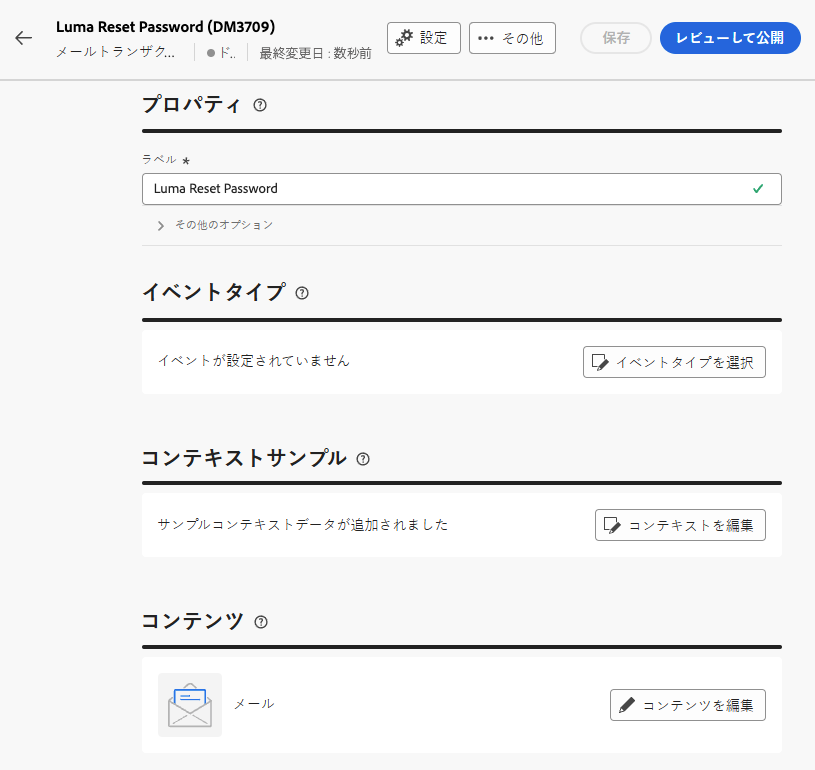 Luma Reset Password (DM3709)
メールトランザク... ド.. 最終変更日 : 数秒前
設定
その他
保存
レビューして公開
プロパティ
ラベル *
Luma Reset Password
その他のオプション
イベントタイプ
イベントが設定されていません
イベントタイプを選択
コンテキストサンプル
サンプルコンテキストデータが追加されました
コンテキストを編集
コンテンツ
メール
コンテンツを編集